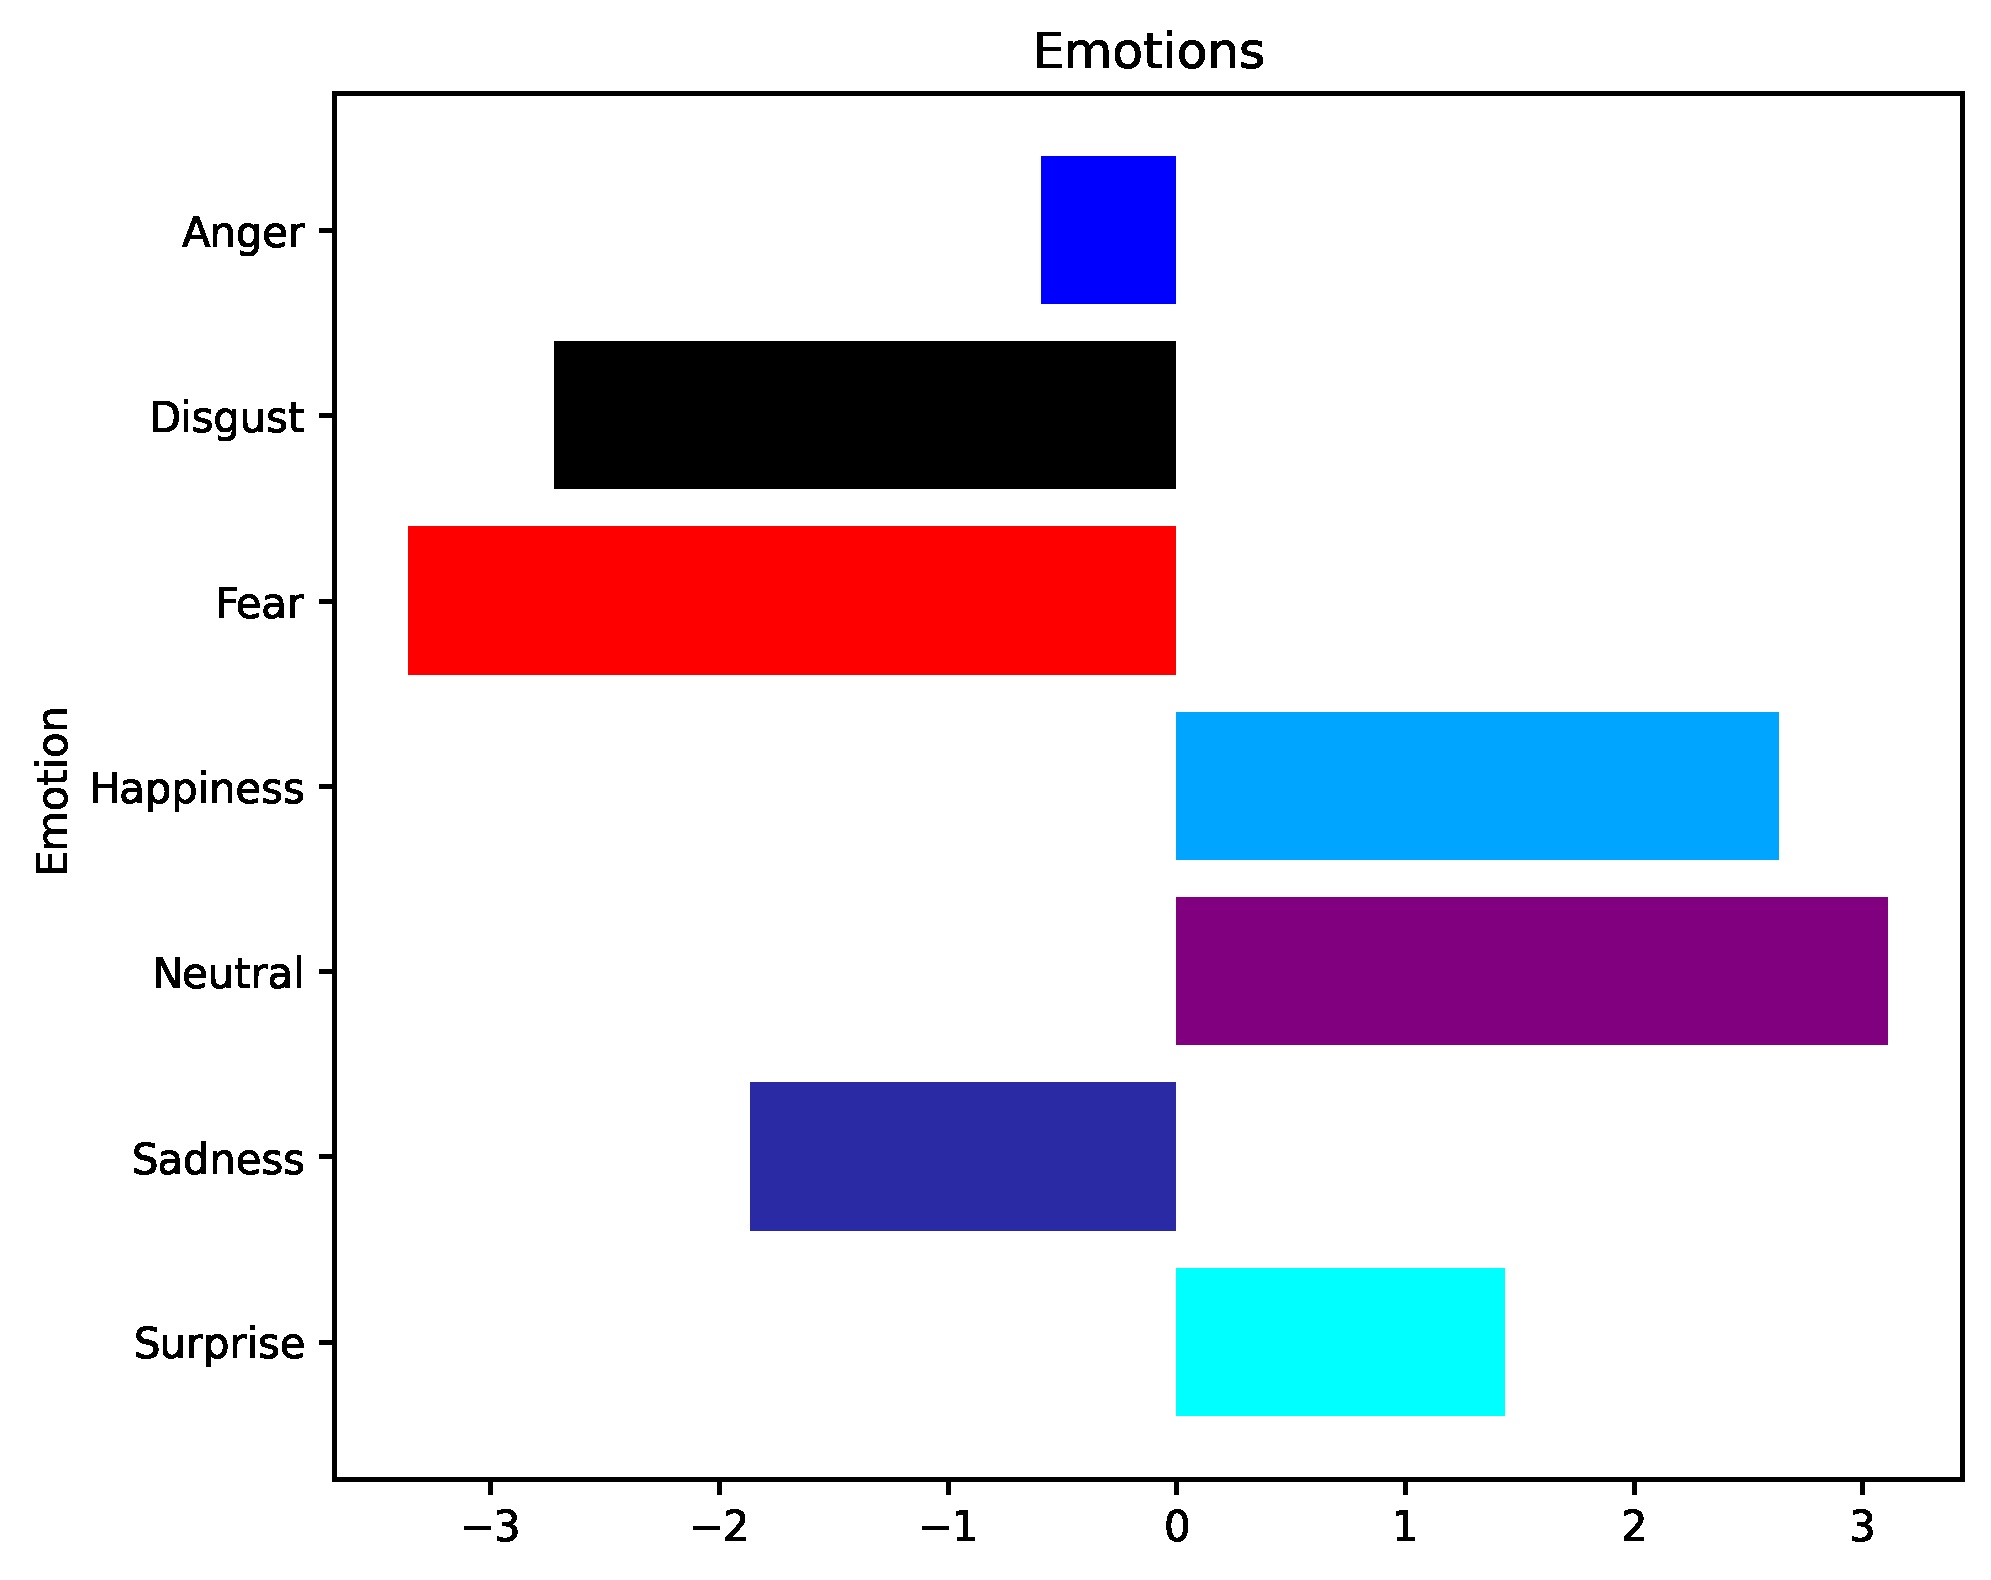 Emotions
Anger
Disgust
Fear
Happiness
Neutral
Sadness
Surprise
Emotion
−3 −2 −1 0 1 2 3